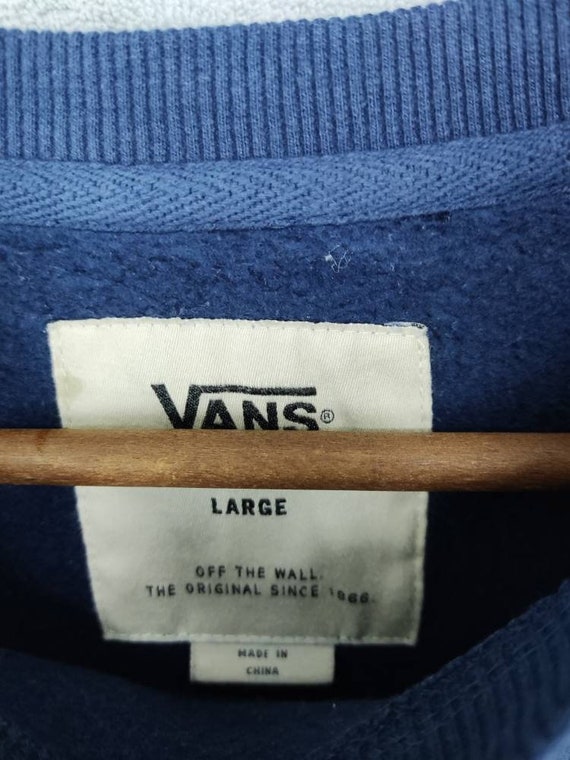 VANS®
LARGE
OFF THE WALL.
THE ORIGINAL SINCE 1966.
MADE IN
CHINA